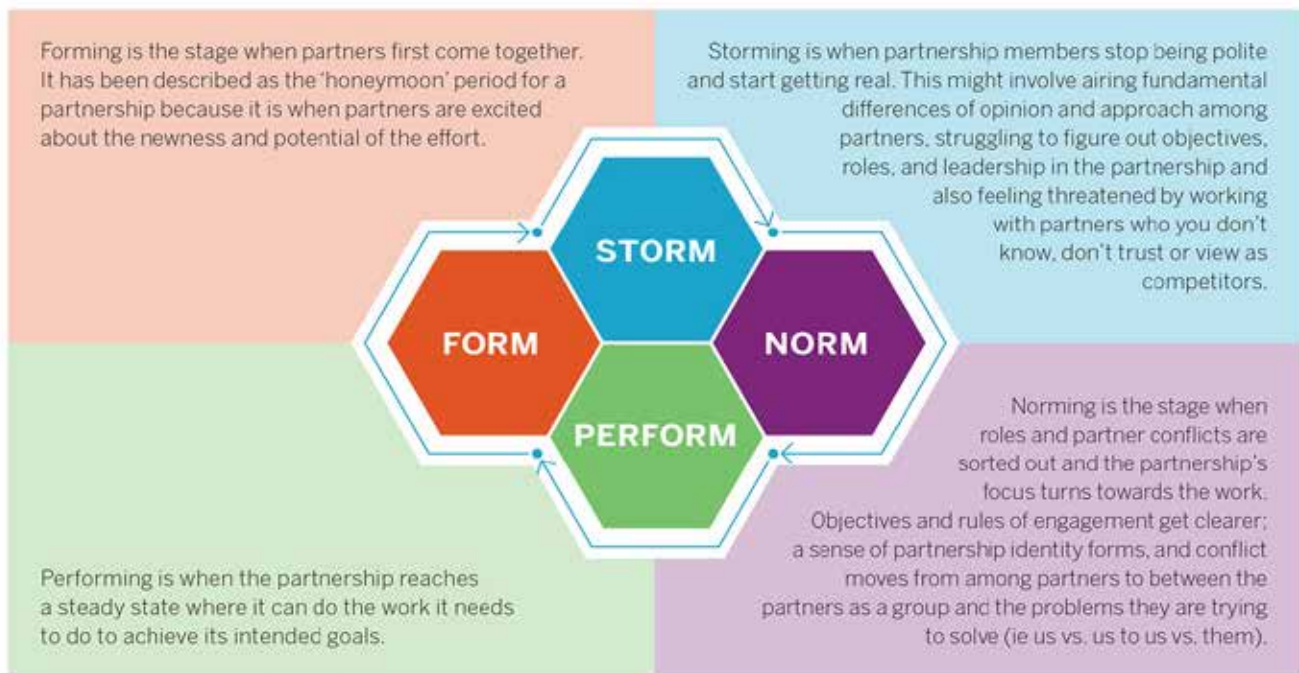 Forming is the stage when partners first come together.
It has been described as the ‘honeymoon’ period for a
partnership because it is when partners are excited
about the newness and potential of the effort.
Storming is when partnership members stop being polite
and start getting real. This might involve airing fundamental
differences of opinion and approach among
partners, struggling to figure out objectives,
roles, and leadership in the partnership and
also feeling threatened by working
with partners who you don’t
know, don’t trust or view as
competitors.
STORM
FORM
NORM
PERFORM
Norming is the stage when
roles and partner conflicts are
sorted out and the partnership’s
focus turns towards the work.
Objectives and rules of engagement get clearer;
a sense of partnership identity forms, and conflict
moves from among partners to between the
partners as a group and the problems they are trying
to solve (ie us vs. us to us vs. them).
Performing is when the partnership reaches
a steady state where it can do the work it needs
to do to achieve its intended goals.